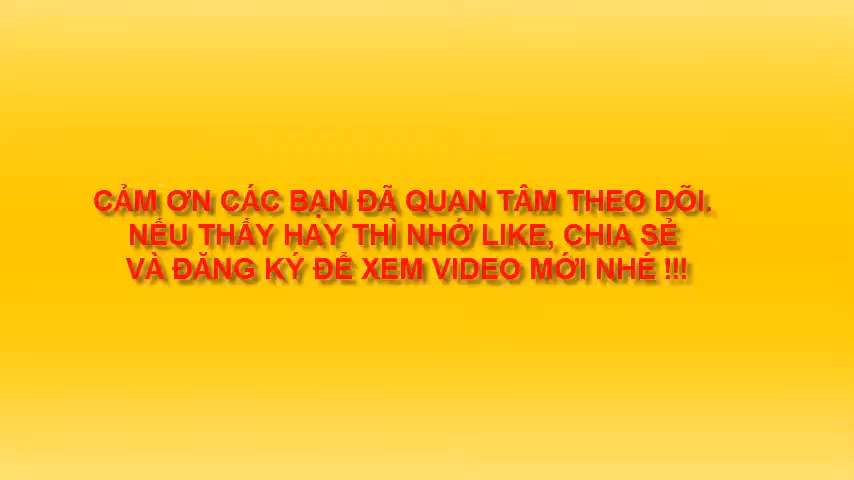 CẢM ƠN CÁC BẠN ĐÃ QUAN TÂM THEO DÕI.
NẾU THẤY HAY THÌ NHỚ LIKE, CHIA SẺ
VÀ ĐĂNG KÝ ĐỂ XEM VIDEO MỚI NHÉ !!!